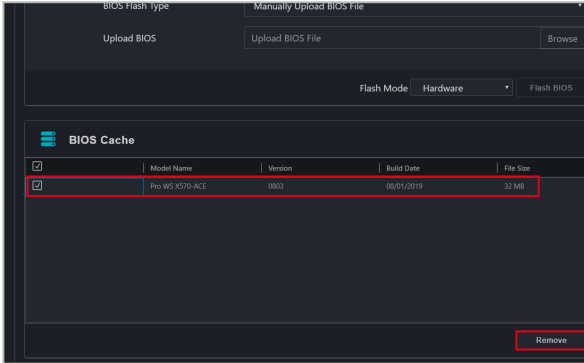 BIOS Flash Type Manually Upload BIOS File
Upload BIOS Upload BIOS File Browse
Flash Mode Hardware Flash BIOS
BIOS Cache
Model Name Version Build Date File Size
Pro WS X570-ACE 0803 08/01/2019 32 MB
Remove